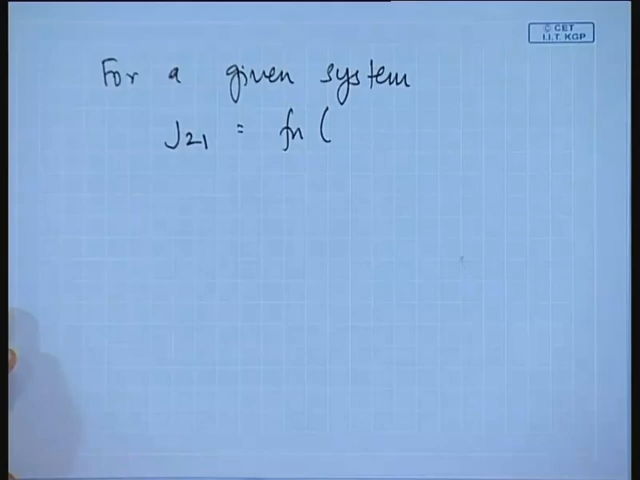 © CET
I.I.T. KGP
For a given system
J21 = fn (